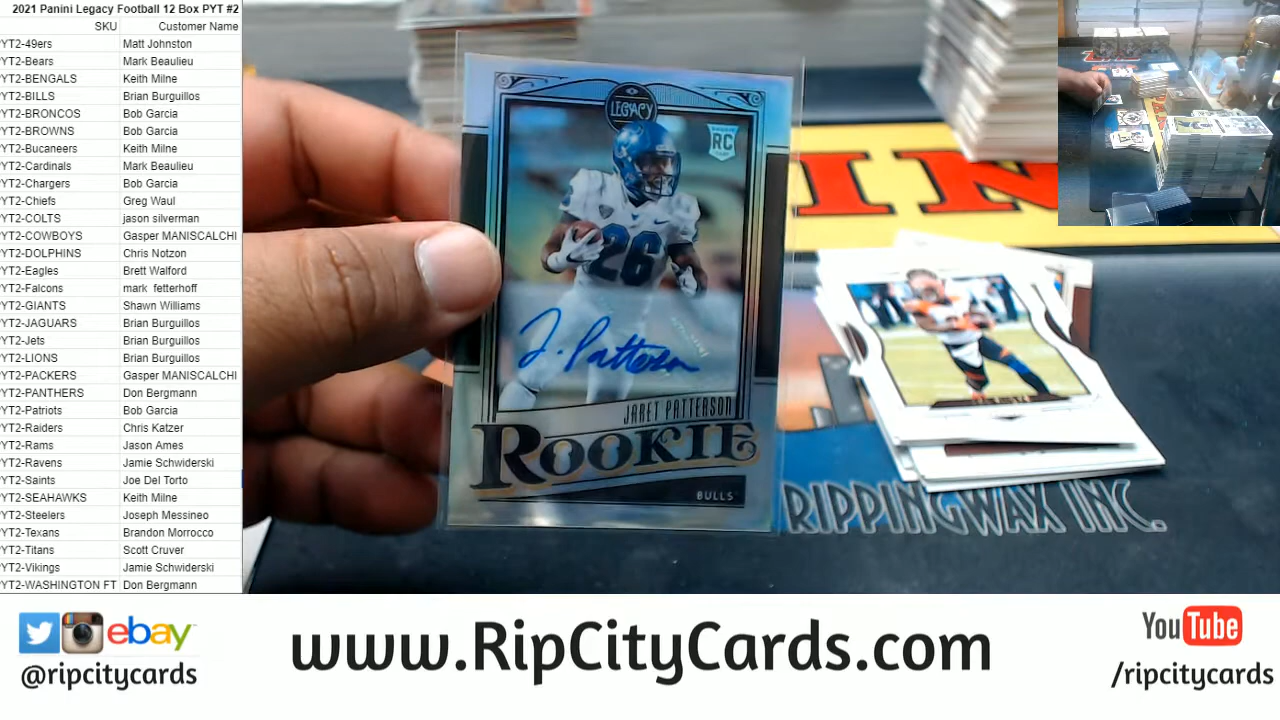 2021 Panini Legacy Football 12 Box PYT #2
SKU Customer Name
YT2-49ers Matt Johnston
YT2-Bears Mark Beaulieu
YT2-BENGALS Keith Milne
YT2-BILLS Brian Burguillos
YT2-BRONCOS Bob Garcia
YT2-BROWNS Bob Garcia
YT2-Bucaneers Keith Milne
YT2-Cardinals Mark Beaulieu
YT2-Chargers Bob Garcia
YT2-Chiefs Greg Waul
YT2-COLTS jason silverman
YT2-COWBOYS Gasper MANISCALCHI
YT2-DOLPHINS Chris Notzon
YT2-Eagles Brett Walford
YT2-Falcons mark fetterhoff
YT2-GIANTS Shawn Williams
YT2-JAGUARS Brian Burguillos
YT2-Jets Brian Burguillos
YT2-LIONS Brian Burguillos
YT2-PACKERS Gasper MANISCALCHI
YT2-PANTHERS Don Bergmann
YT2-Patriots Bob Garcia
YT2-Raiders Chris Katzer
YT2-Rams Jason Ames
YT2-Ravens Jamie Schwiderski
YT2-Saints Joe Del Torto
YT2-SEAHAWKS Keith Milne
YT2-Steelers Joseph Messineo
YT2-Texans Brandon Morrocco
YT2-Titans Scott Cruver
YT2-Vikings Jamie Schwiderski
YT2-WASHINGTON FT Don Bergmann
LEGACY
RC
26
J. Patterson
JARET PATTERSON
ROOKIE
BULLS
IN
RIPPINGWAX INC.
ebay
@ripcitycards
www.RipCityCards.com
YouTube
/ripcitycards